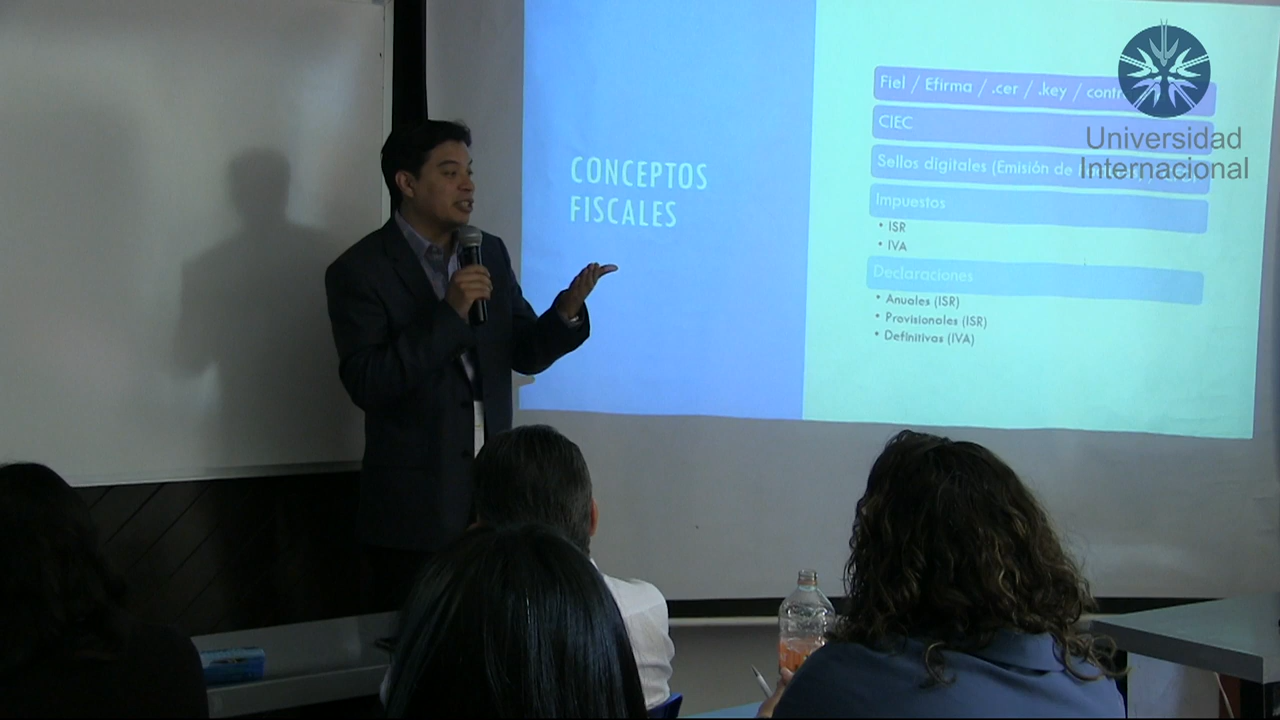 CONCEPTOS
FISCALES
Fiel / Efirma / .cer / .key /
CIEC
Sellos digitales (Emisión de
Impuestos
• ISR
• IVA
Declaraciones
• Anuales (ISR)
• Provisionales (ISR)
• Definitivas (IVA)
Universidad
Internacional